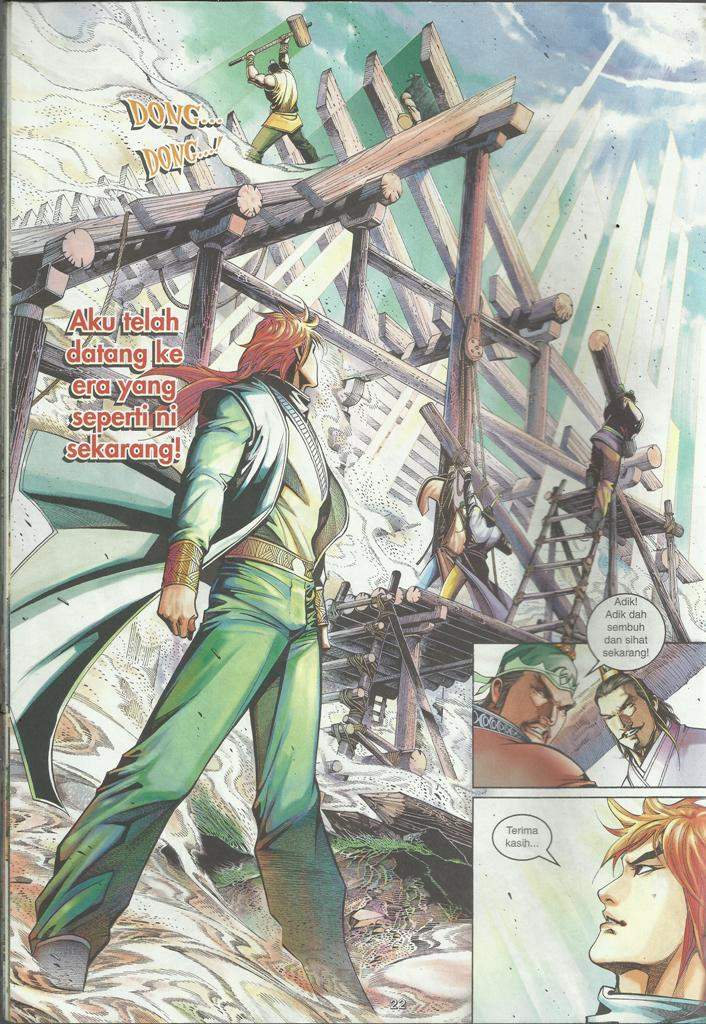 DONG...
DONG...!
Aku telah
datang ke
era yang
seperti ni
sekarang!
Adik!
Adik dah
sembuh
dan sihat
sekarang!
Terima
kasih...
22